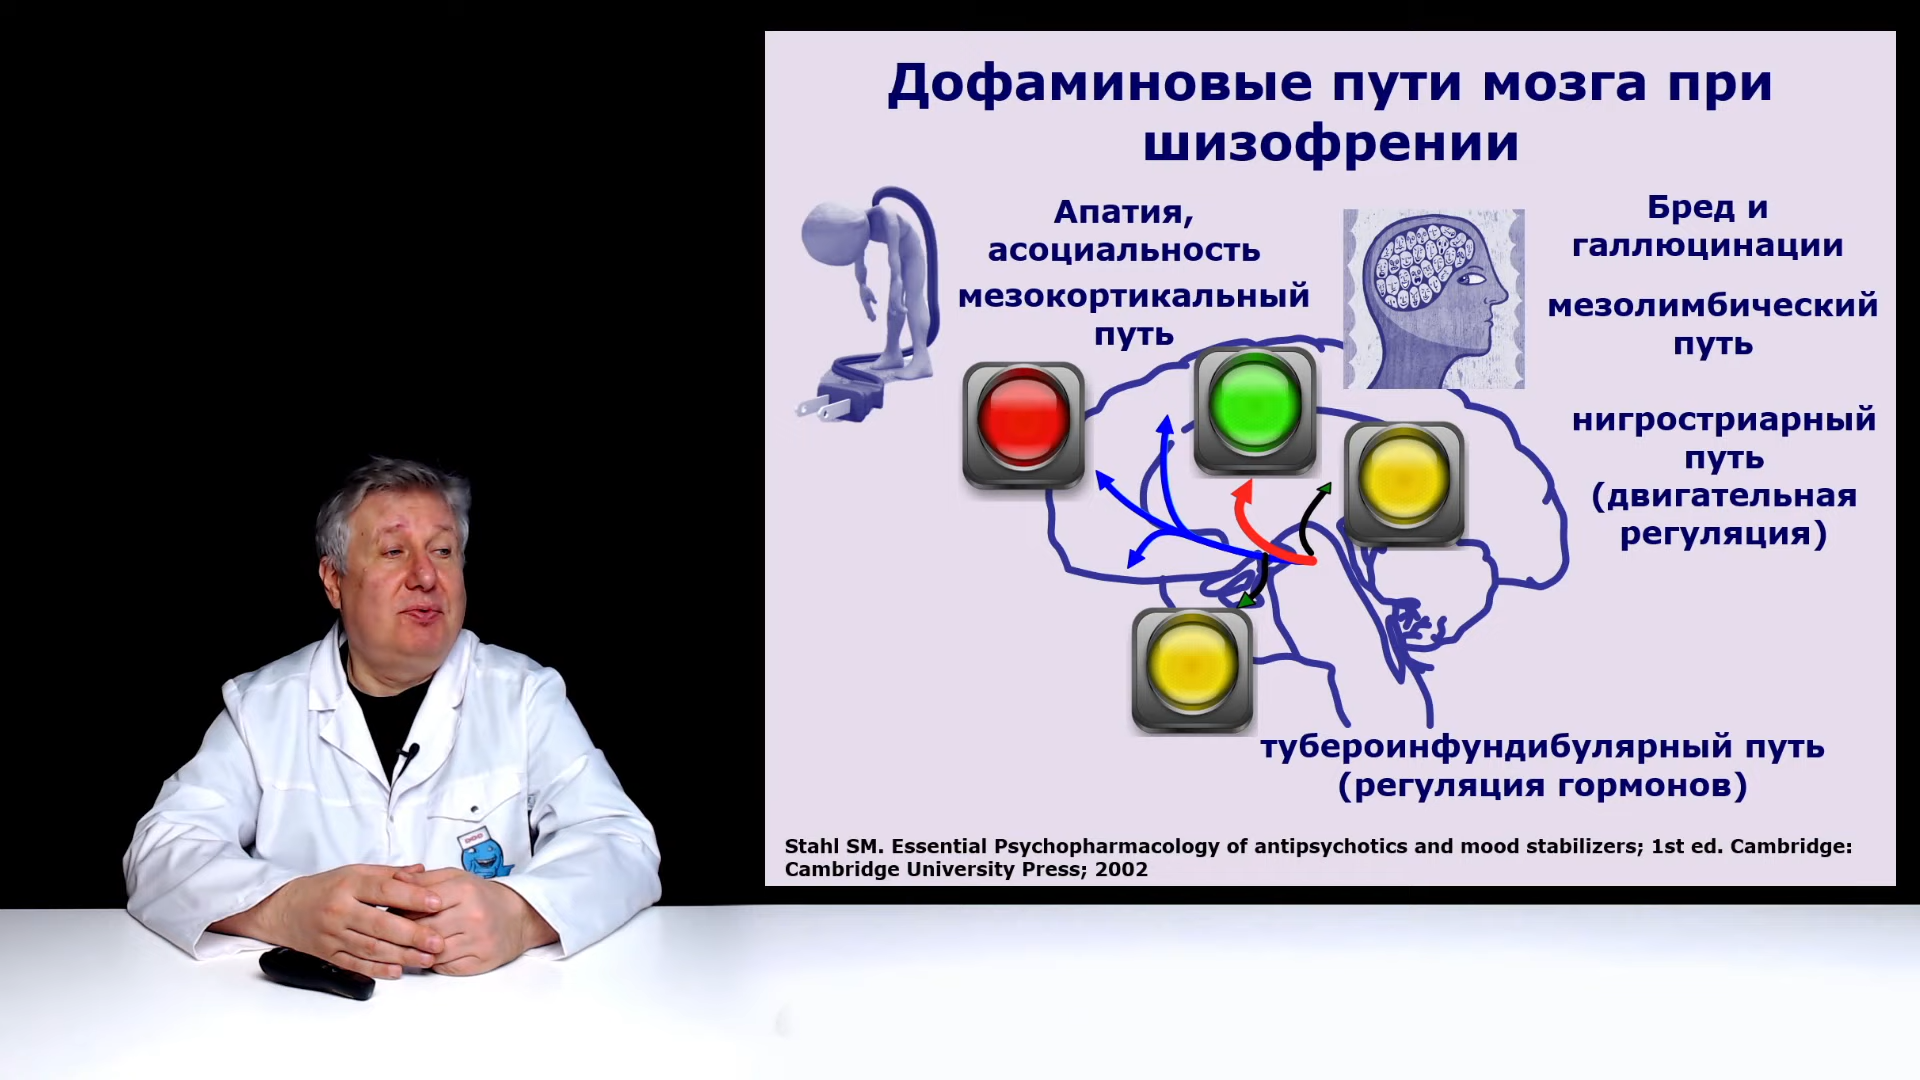 Дофаминовые пути мозга при
шизофрении
Апатия,
асоциальность
мезокортикальный
путь
Бред и
галлюцинации
мезолимбический
путь
нигростриарный
путь
(двигательная
регуляция)
тубероинфундибулярный путь
(регуляция гормонов)
Stahl SM. Essential Psychopharmacology of antipsychotics and mood stabilizers; 1st ed. Cambridge:
Cambridge University Press; 2002